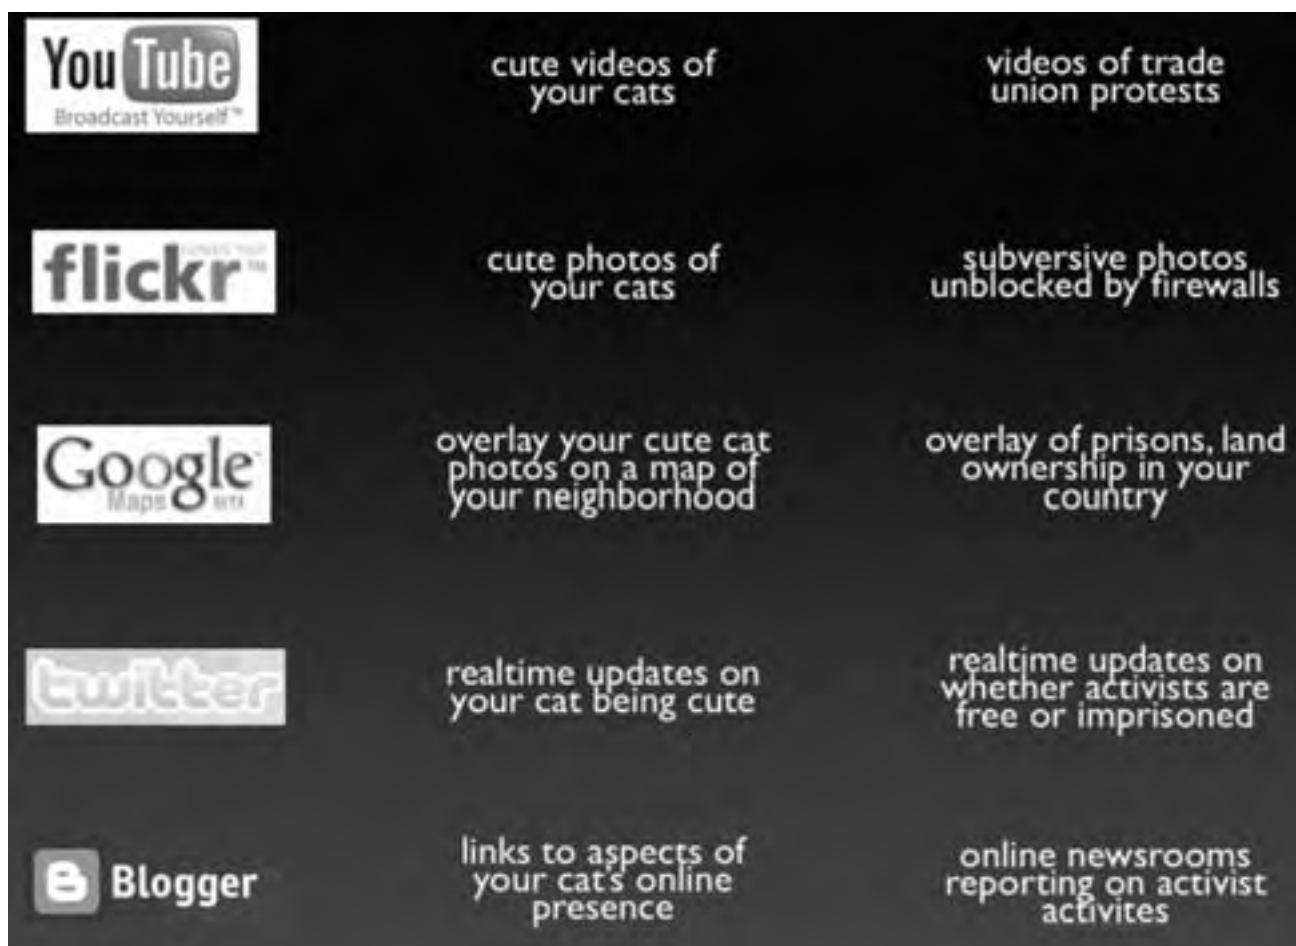 You Tube
Broadcast Yourself™
cute videos of
your cats
videos of trade
union protests
flickr™
cute photos of
your cats
subversive photos
unblocked by firewalls
Google™
Maps BETA
overlay your cute cat
photos on a map of
your neighborhood
overlay of prisons, land
ownership in your
country
twitter
realtime updates on
your cat being cute
realtime updates on
whether activists are
free or imprisoned
Blogger
links to aspects of
your cat's online
presence
online newsrooms
reporting on activist
activites